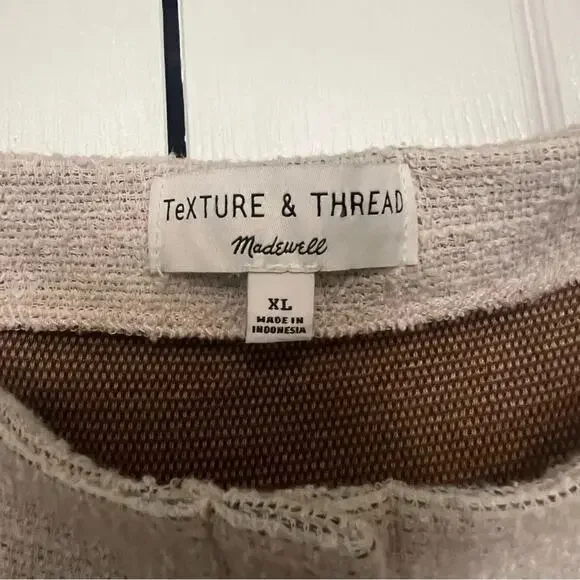 TeXTURE & THREAD
Madewell
XL
MADE IN
INDONESIA